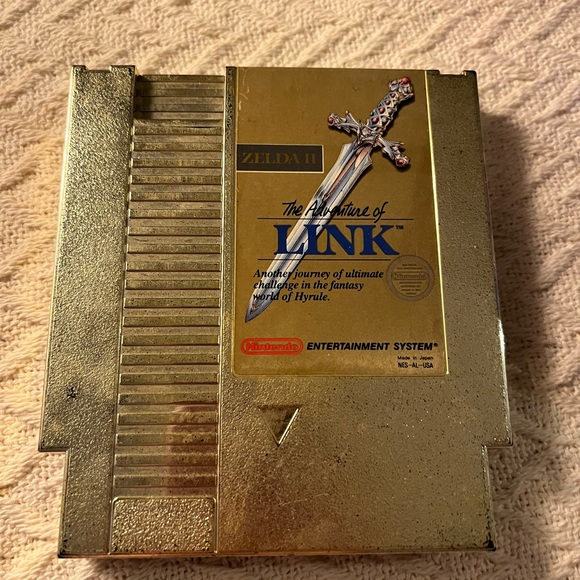 ZELDA II
The Adventure of
LINK™
Another journey of ultimate
challenge in the fantasy
world of Hyrule.
Nintendo ENTERTAINMENT SYSTEM®
Made in Japan
NES-AL-USA